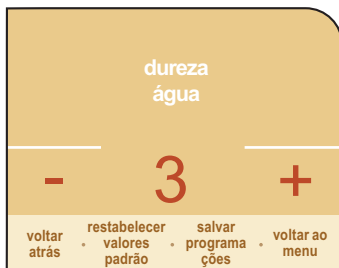 dureza
água
- 3 +
voltar atrás . restabelecer valores padrão . salvar programa ções . voltar ao menu